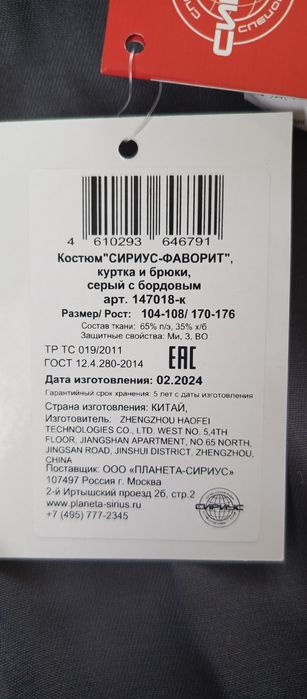 СИРИУС
СПЕЦОД
4 610293 646791
Костюм"СИРИУС-ФАВОРИТ",
куртка и брюки,
серый с бордовым
арт. 147018-к
Размер/ Рост: 104-108/ 170-176
Состав ткани: 65% п/э, 35% х/б
Защитные свойства: Ми, З, ВО
ТР ТС 019/2011
ГОСТ 12.4.280-2014
ЕАС
Дата изготовления: 02.2024
Гарантийный срок хранения: 5 лет с даты изготовления
Страна изготовления: КИТАЙ,
Изготовитель: ZHENGZHOU HAOFEI
TECHNOLOGIES CO., LTD. WEST NO. 5,4TH
FLOOR, JIANGSHAN APARTMENT, NO 65 NORTH,
JINGSAN ROAD, JINSHUI DISTRICT, ZHENGZHOU,
CHINA
Поставщик: ООО «ПЛАНЕТА-СИРИУС»
107497 Россия г. Москва
2-й Иртышский проезд 2б, стр.2
www.planeta-sirius.ru
+7 (495) 777-2345
СИРИУС